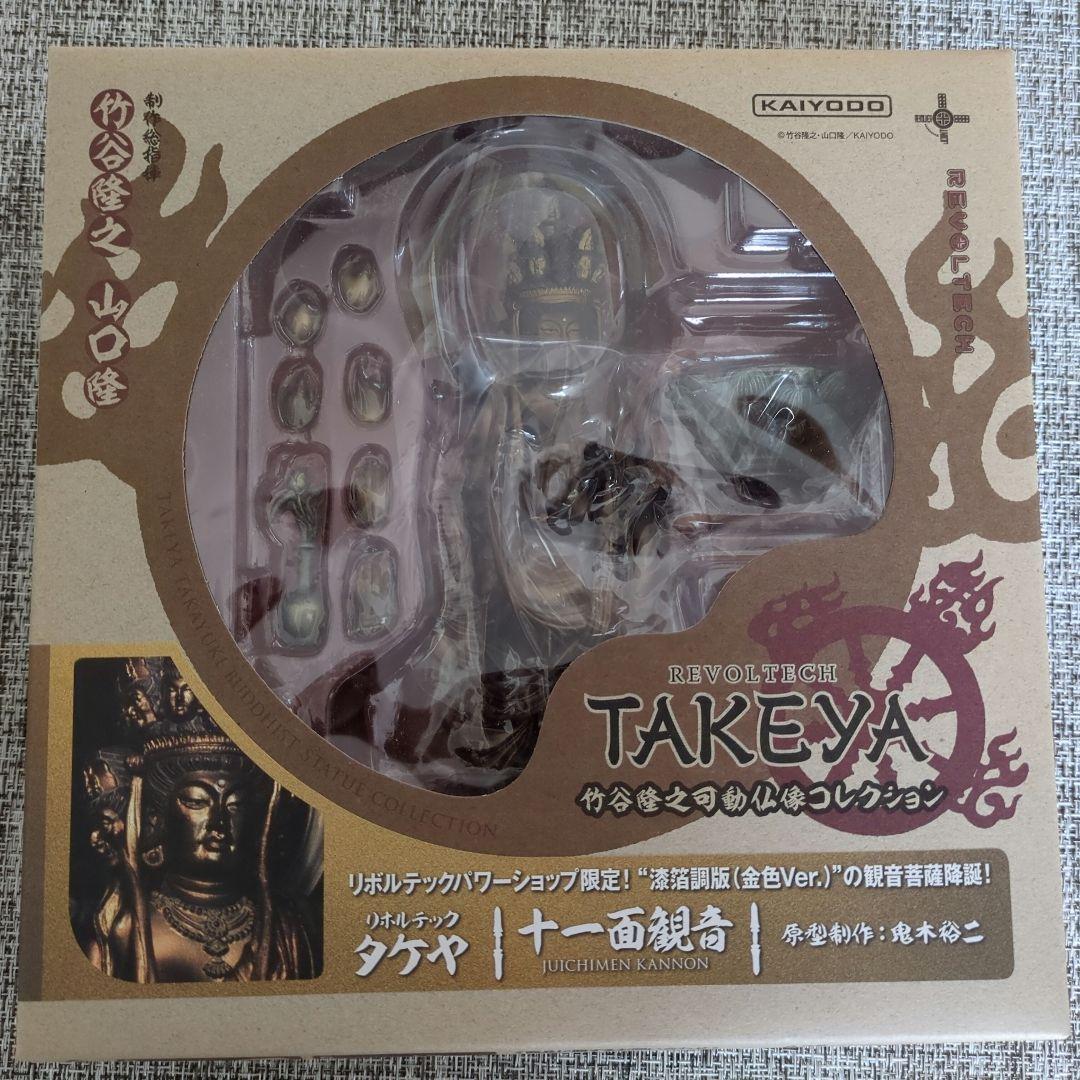 制作総指揮
竹谷隆之 山口隆
KAIYODO
©竹谷隆之・山口隆/KAIYODO
REVOLTECH
REVOLTECH
TAKEYA TAKAYUKI BUDDHIST STATUE COLLECTION
REVOLTECH
TAKEYA
竹谷隆之可動仏像コレクション
リボルテックパワーショップ限定! “漆箔調版(金色Ver.)”の観音菩薩降誕!
リボルテック
タケヤ
十一面観音
JUICHIMEN KANNON
原型制作:鬼木裕二